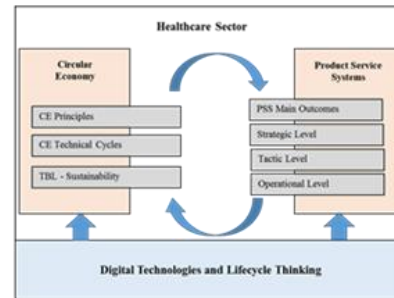 Healthcare Sector
Circular
Economy
CE Principles
CE Technical Cycles
TBL - Sustainability
Product Service
Systems
PSS Main Outcomes
Strategic Level
Tactic Level
Operational Level
Digital Technologies and Lifecycle Thinking